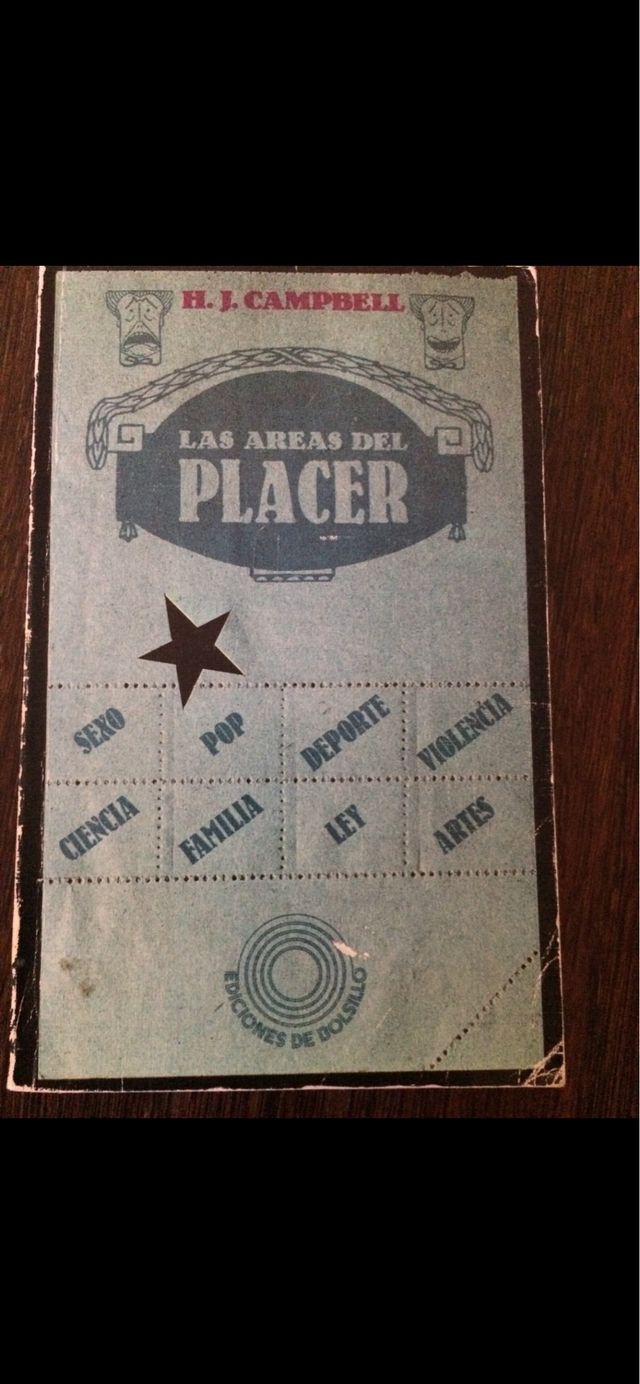 H. J. CAMPBELL
LAS AREAS DEL
PLACER
SEXO POP DEPORTE VIOLENCIA
CIENCIA FAMILIA LEY ARTES
EDICIONES DE BOLSILLO